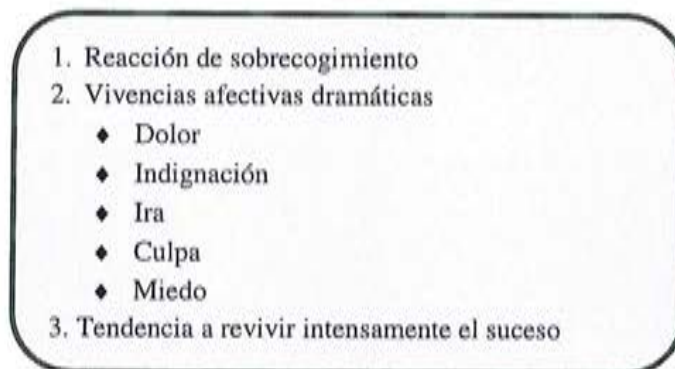 1. Reacción de sobrecogimiento
2. Vivencias afectivas dramáticas
♦ Dolor
♦ Indignación
♦ Ira
♦ Culpa
♦ Miedo
3. Tendencia a revivir intensamente el suceso